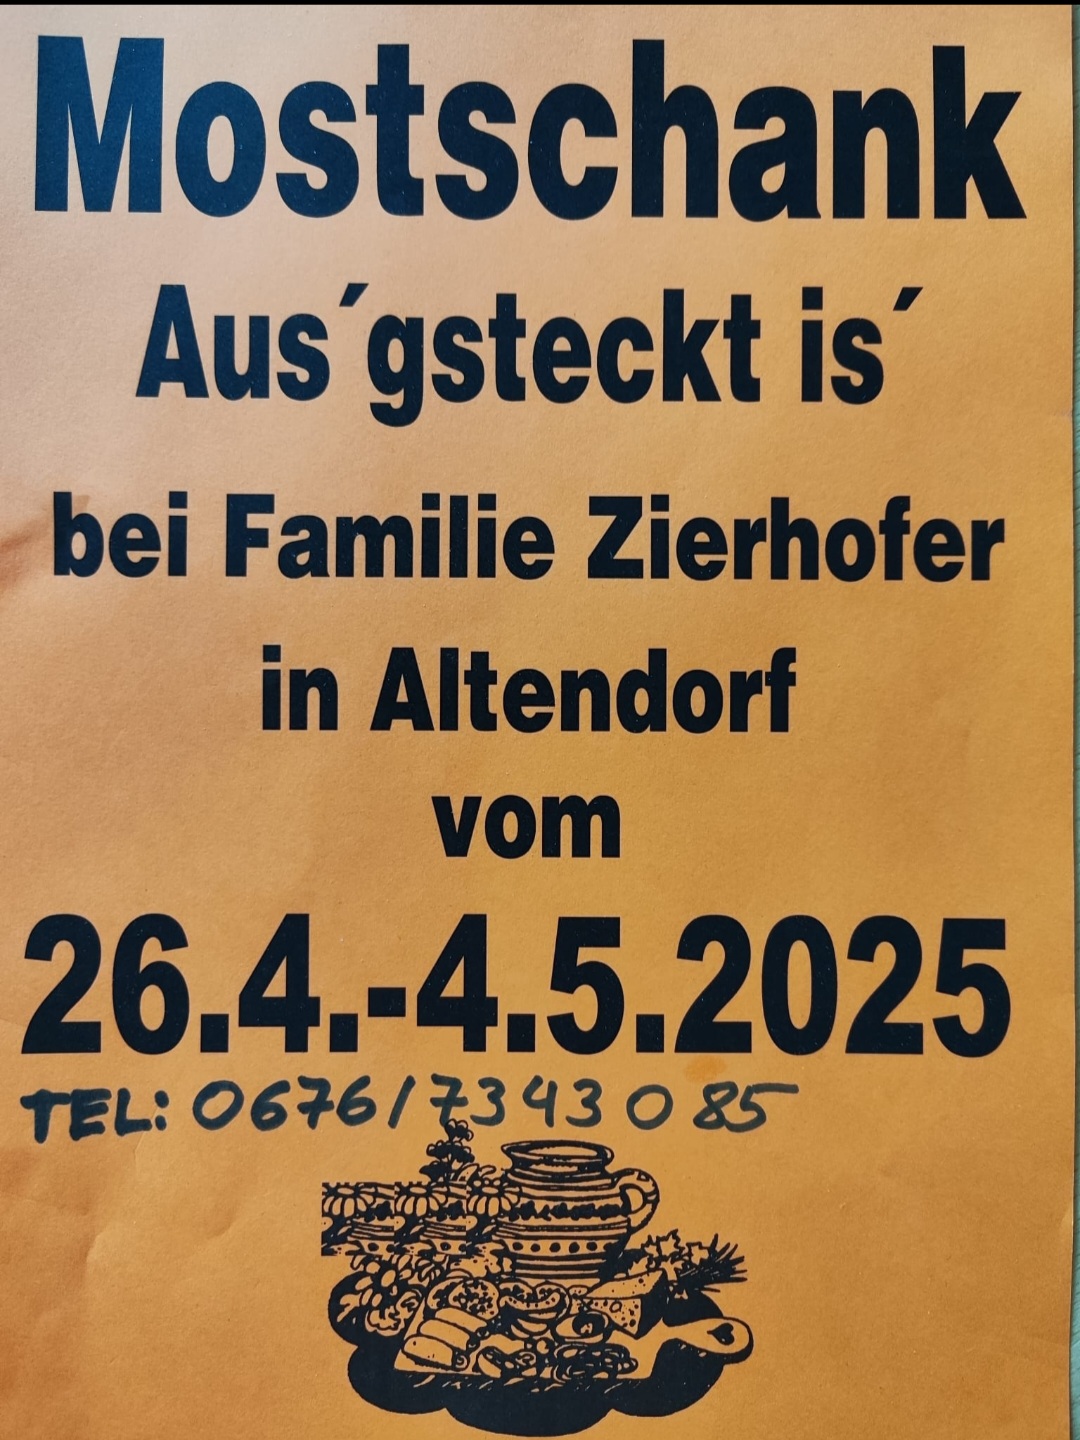 Mostschank
Aus´gsteckt is´
bei Familie Zierhofer
in Altendorf
vom
26.4.-4.5.2025
TEL: 0676/7343085